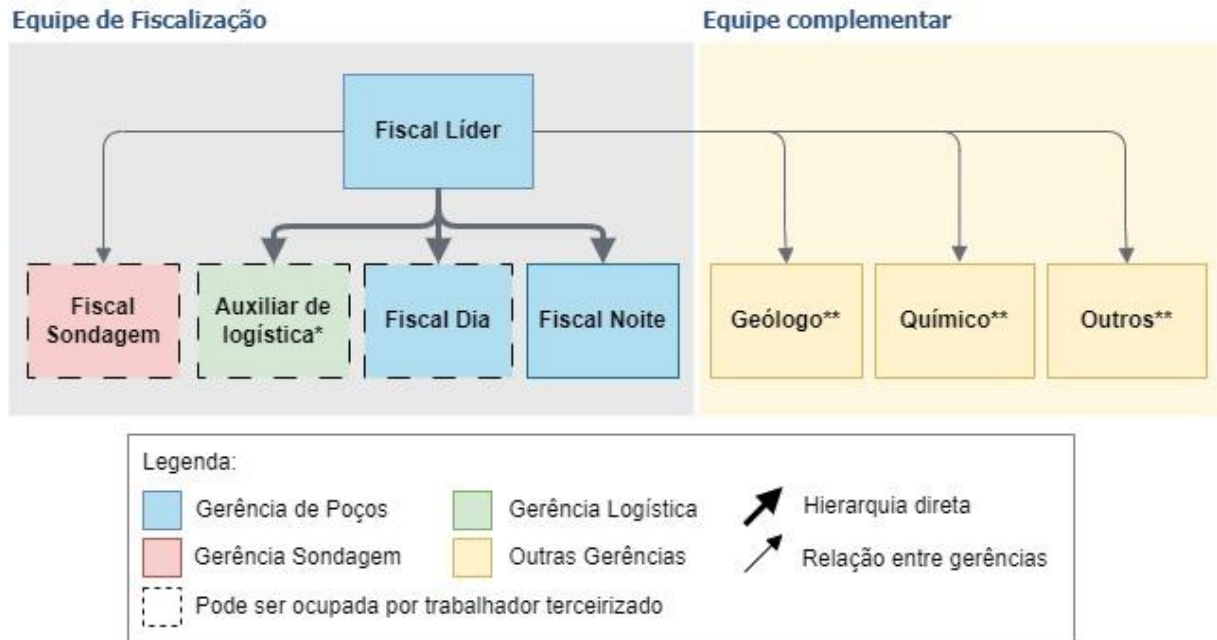 Equipe de Fiscalização
Equipe complementar
Fiscal Líder
Fiscal
Sondagem
Auxiliar de
logística*
Fiscal Dia
Fiscal Noite
Geólogo**
Químico**
Outros**
Legenda:
Gerência de Poços
Gerência Logística
Hierarquia direta
Gerência Sondagem
Outras Gerências
Relação entre gerências
Pode ser ocupada por trabalhador terceirizado